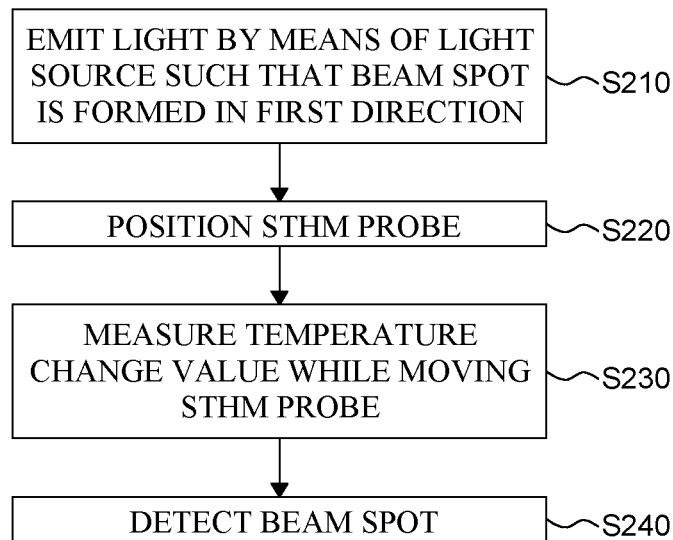 EMIT LIGHT BY MEANS OF LIGHT
SOURCE SUCH THAT BEAM SPOT
IS FORMED IN FIRST DIRECTION
S210
POSITION STHM PROBE
S220
MEASURE TEMPERATURE
CHANGE VALUE WHILE MOVING
STHM PROBE
S230
DETECT BEAM SPOT
S240